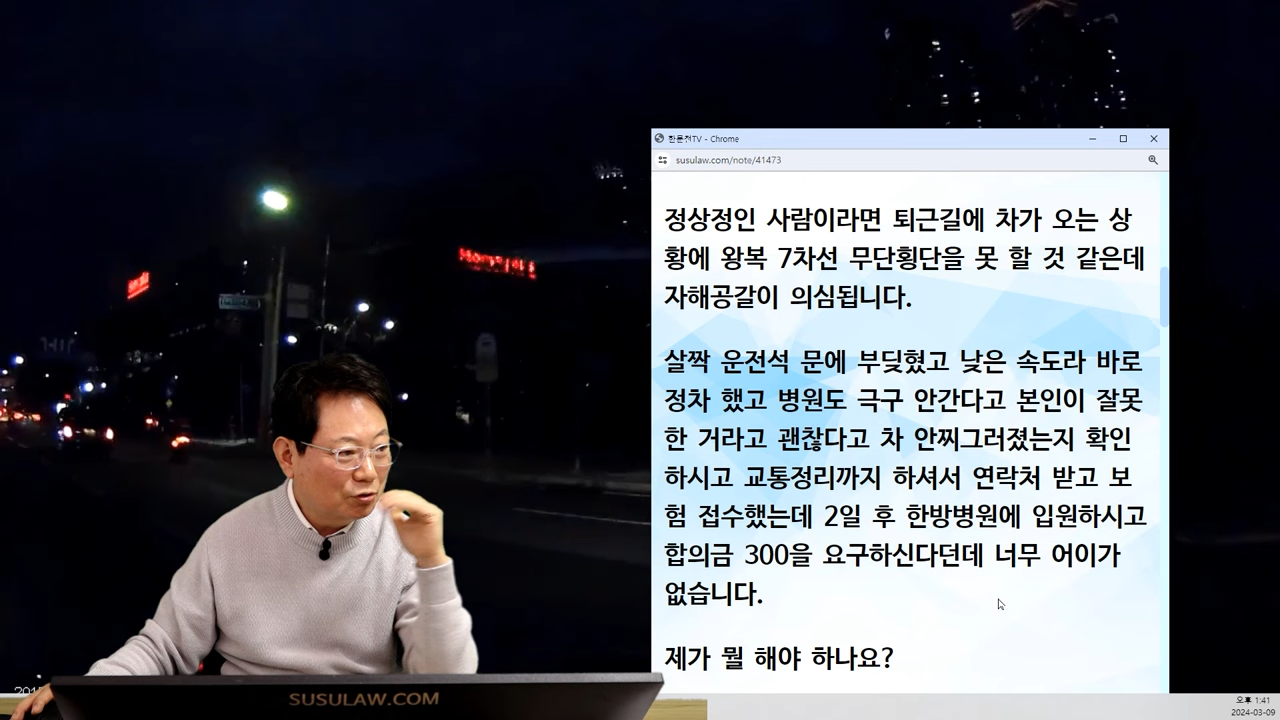 한문철TV - Chrome
susulaw.com/note/41473
정상정인 사람이라면 퇴근길에 차가 오는 상
황에 왕복 7차선 무단횡단을 못 할 것 같은데
자해공갈이 의심됩니다.
살짝 운전석 문에 부딪혔고 낮은 속도라 바로
정차 했고 병원도 극구 안간다고 본인이 잘못
한 거라고 괜찮다고 차 안찌그러졌는지 확인
하시고 교통정리까지 하셔서 연락처 받고 보
험 접수했는데 2일 후 한방병원에 입원하시고
합의금 300을 요구하신다던데 너무 어이가
없습니다.
제가 뭘 해야 하나요?
SUSULAW.COM
오후 1:41
2024-03-09